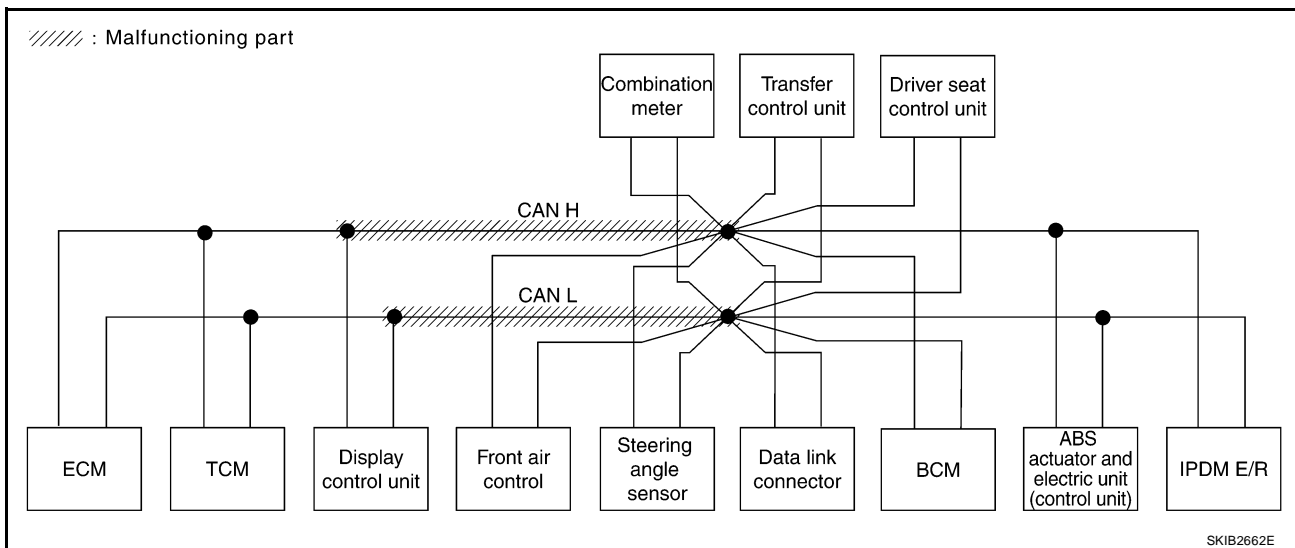 : Malfunctioning part
Combination
meter
Transfer
control unit
Driver seat
control unit
CAN H
CAN L
ECM
TCM
Display
control unit
Front air
control
Steering
angle
sensor
Data link
connector
BCM
ABS
actuator and
electric unit
(control unit)
IPDM E/R
SKIB2662E